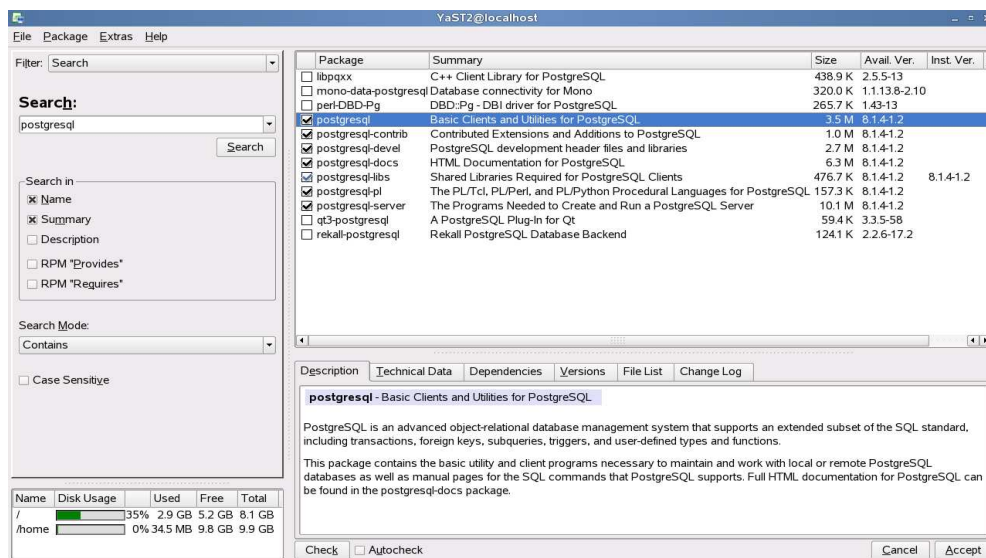 YaST2@localhost
File Package Extras Help
Filter: Search
Search:
postgresql
Search
Search in
Name
Summary
Description
RPM "Provides"
RPM "Requires"
Search Mode:
Contains
Case Sensitive
Name Disk Usage Used Free Total
/ 35% 2.9 GB 5.2 GB 8.1 GB
/home 0% 34.5 MB 9.8 GB 9.9 GB
Package Summary Size Avail. Ver. Inst. Ver.
libpqxx C++ Client Library for PostgreSQL 438.9 K 2.5.5-13
mono-data-postgresql Database connectivity for Mono 320.0 K 1.1.13.8-2.10
perl-DBD-Pg DBD::Pg - DBI driver for PostgreSQL 265.7 K 1.43-13
postgresql Basic Clients and Utilities for PostgreSQL 3.5 M 8.1.4-1.2
postgresql-contrib Contributed Extensions and Additions to PostgreSQL 1.0 M 8.1.4-1.2
postgresql-devel PostgreSQL development header files and libraries 2.7 M 8.1.4-1.2
postgresql-docs HTML Documentation for PostgreSQL 6.3 M 8.1.4-1.2
postgresql-libs Shared Libraries Required for PostgreSQL Clients 476.7 K 8.1.4-1.2 8.1.4-1.2
postgresql-pl The PL/Tcl, PL/Perl, and PL/Python Procedural Languages for PostgreSQL 157.3 K 8.1.4-1.2
postgresql-server The Programs Needed to Create and Run a PostgreSQL Server 10.1 M 8.1.4-1.2
qt3-postgresql A PostgreSQL Plug-In for Qt 59.4 K 3.3.5-58
rekall-postgresql Rekall PostgreSQL Database Backend 124.1 K 2.2.6-17.2
Description Technical Data Dependencies Versions File List Change Log
postgresql - Basic Clients and Utilities for PostgreSQL
PostgreSQL is an advanced object-relational database management system that supports an extended subset of the SQL standard,
including transactions, foreign keys, subqueries, triggers, and user-defined types and functions.
This package contains the basic utility and client programs necessary to maintain and work with local or remote PostgreSQL
databases as well as manual pages for the SQL commands that PostgreSQL supports. Full HTML documentation for PostgreSQL can
be found in the postgresql-docs package.
Check Autocheck Cancel Accept